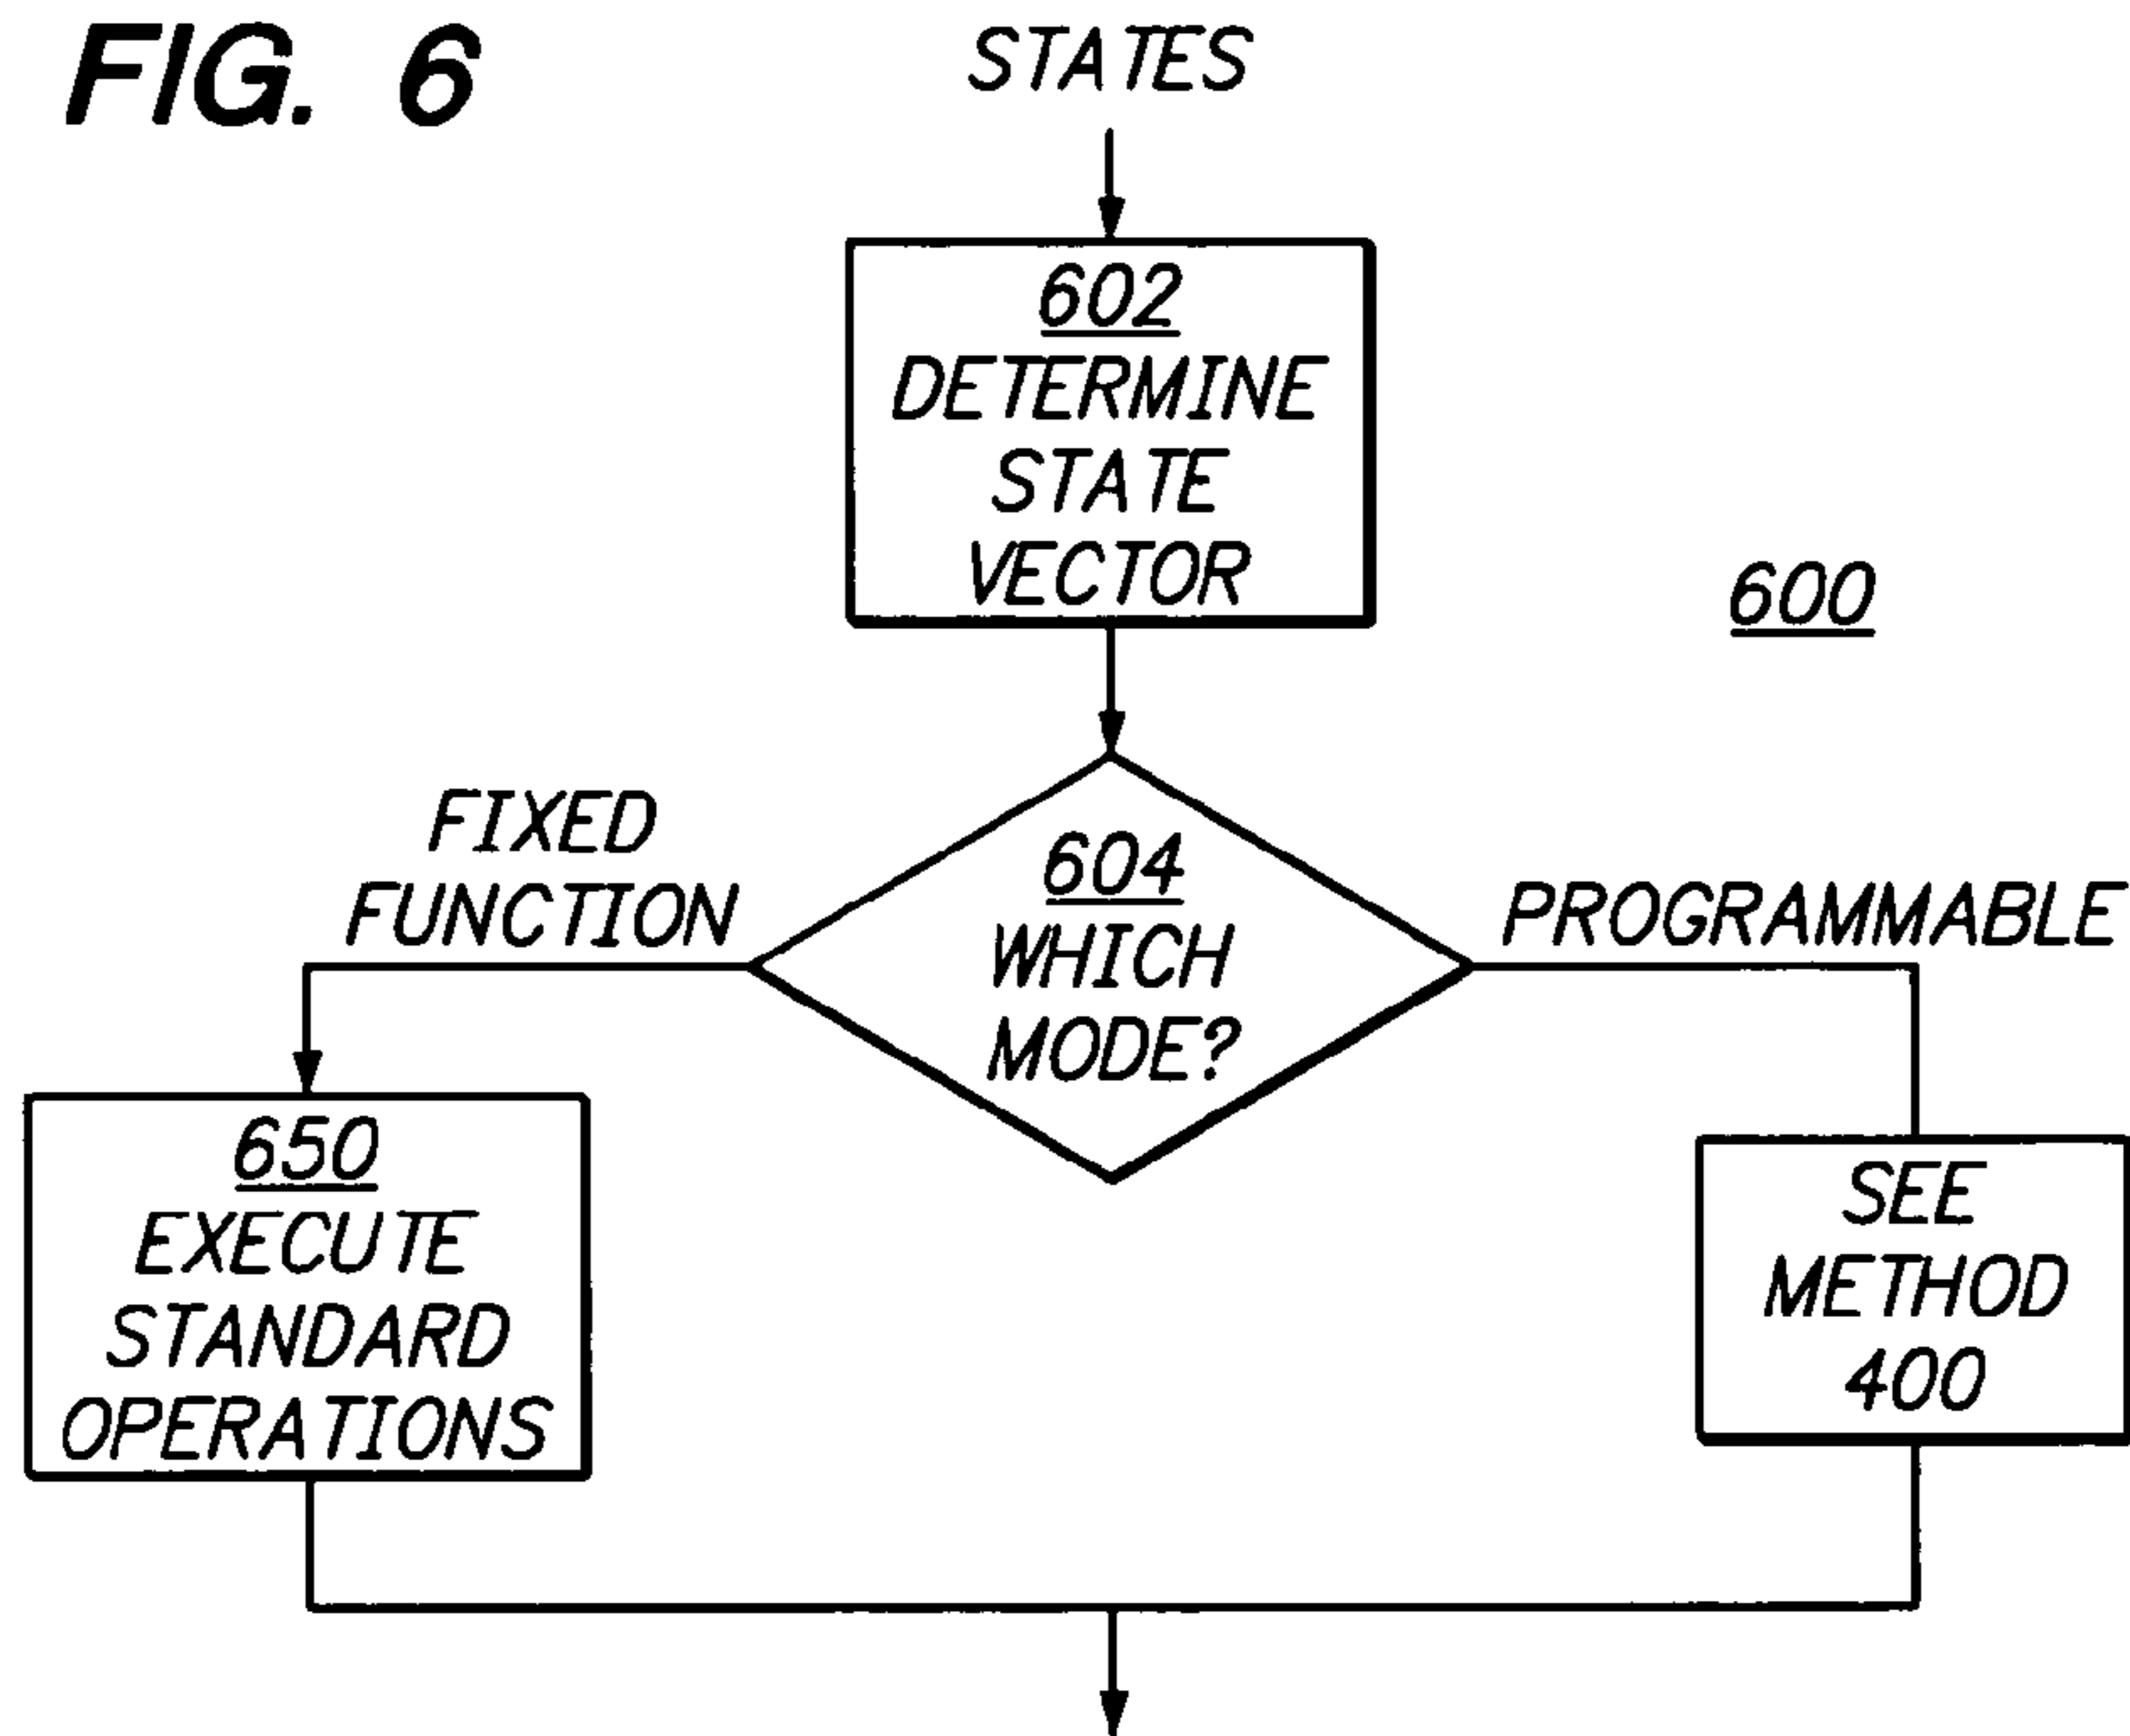 FIG. 6
STATES
602
DETERMINE
STATE
VECTOR
600
FIXED
FUNCTION
604
WHICH
MODE?
PROGRAMMABLE
650
EXECUTE
STANDARD
OPERATIONS
SEE
METHOD
400